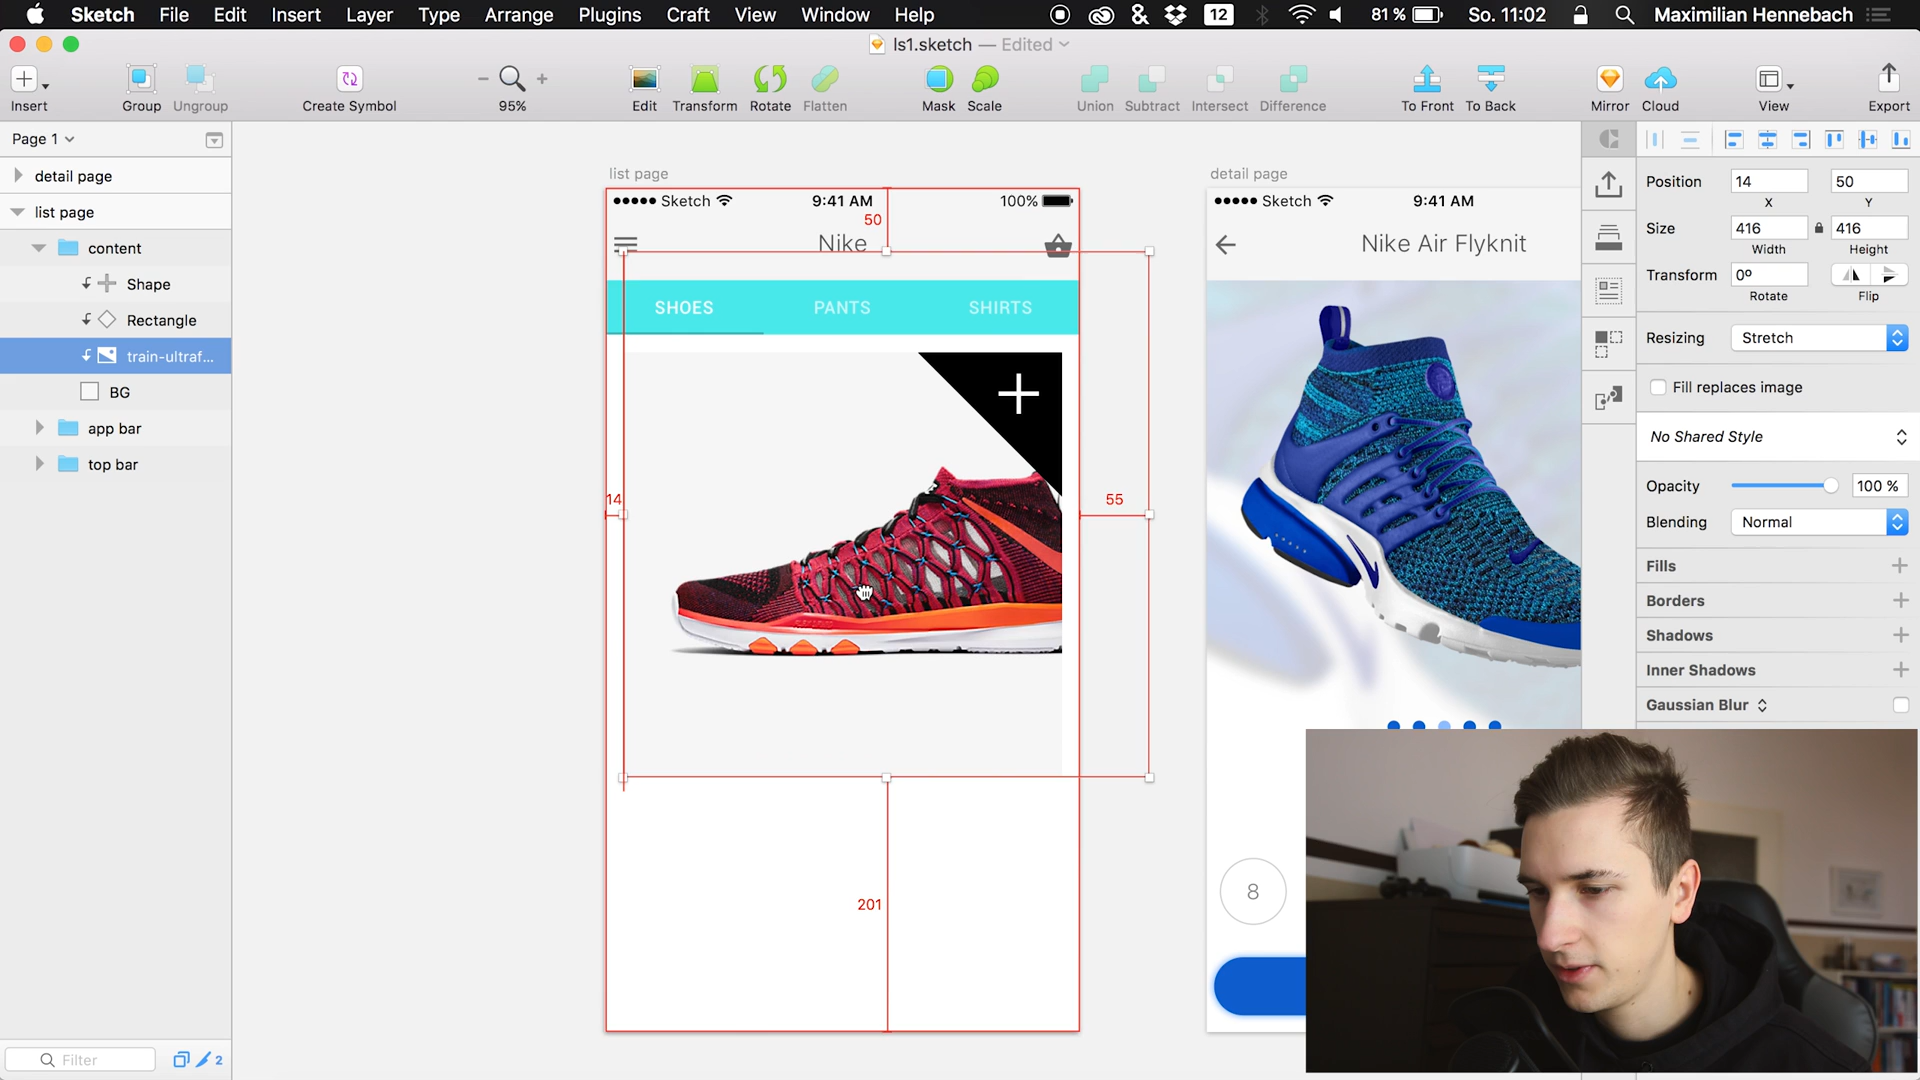 Sketch File Edit Insert Layer Type Arrange Plugins Craft View Window Help
12 81 % So. 11:02 Maximilian Hennebach
ls1.sketch — Edited
Insert Group Ungroup Create Symbol 95% Edit Transform Rotate Flatten Mask Scale Union Subtract Intersect Difference To Front To Back Mirror Cloud View Export
Page 1
detail page
list page
content
Shape
Rectangle
train-ultraf...
BG
app bar
top bar
Filter
2
list page
Sketch 9:41 AM 100%
50
Nike
SHOES PANTS SHIRTS
14
55
201
detail page
Sketch 9:41 AM
Nike Air Flyknit
8
Position 14 50
X Y
Size 416 416
Width Height
Transform 0º
Rotate Flip
Resizing Stretch
Fill replaces image
No Shared Style
Opacity 100 %
Blending Normal
Fills
Borders
Shadows
Inner Shadows
Gaussian Blur